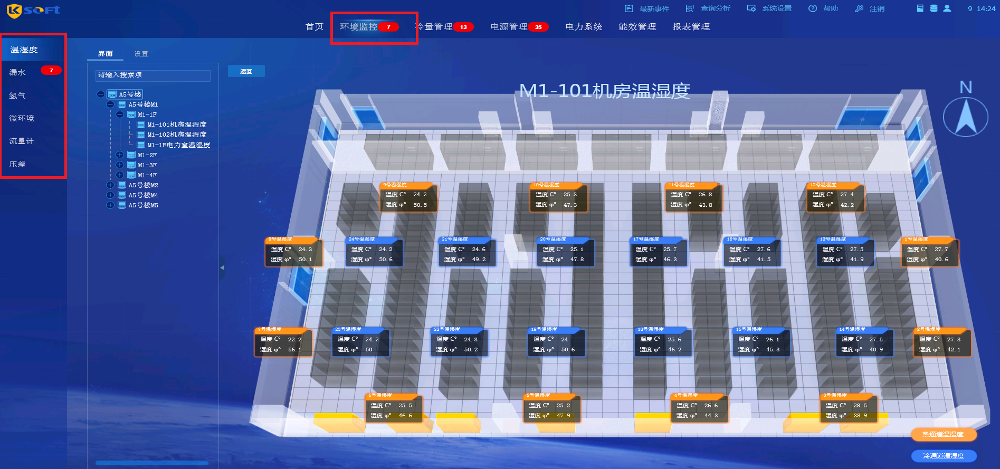 KSOFT
最新事件 查询分析 系统设置 帮助 注销 9 14:24
首页 环境监控 7 冷量管理 13 电源管理 35 电力系统 能效管理 报表管理
温湿度
漏水 7
氢气
微环境
流量计
压差
界面 设置
请输入搜索项
A5号楼
A5号楼M1
M1-1F
M1-101机房温湿度
M1-102机房温湿度
M1-1F电力室温湿度
M1-2F
M1-3F
M1-4F
A5号楼M2
A5号楼M4
A5号楼M5
返回
M1-101机房温湿度
N
9号温湿度
温度 C° 24.2
湿度 φ° 50.5
10号温湿度
温度 C° 25.3
湿度 φ° 47.3
11号温湿度
温度 C° 26.8
湿度 φ° 43.8
12号温湿度
温度 C° 27.4
湿度 φ° 42.2
8号温湿度
温度 C° 24.3
湿度 φ° 50.1
24号温湿度
温度 C° 24.2
湿度 φ° 50.6
21号温湿度
温度 C° 24.6
湿度 φ° 49.2
20号温湿度
温度 C° 25.1
湿度 φ° 47.8
17号温湿度
温度 C° 25.7
湿度 φ° 46.3
16号温湿度
温度 C° 27.6
湿度 φ° 41.5
13号温湿度
温度 C° 27.5
湿度 φ° 41.9
1号温湿度
温度 C° 27.7
湿度 φ° 40.6
7号温湿度
温度 C° 22.2
湿度 φ° 56.1
23号温湿度
温度 C° 24.2
湿度 φ° 50
22号温湿度
温度 C° 24.3
湿度 φ° 50.2
19号温湿度
温度 C° 24
湿度 φ° 50.6
18号温湿度
温度 C° 25.6
湿度 φ° 46.2
15号温湿度
温度 C° 26.1
湿度 φ° 45.3
14号温湿度
温度 C° 27.5
湿度 φ° 40.9
2号温湿度
温度 C° 27.3
湿度 φ° 42.1
6号温湿度
温度 C° 25.5
湿度 φ° 46.6
5号温湿度
温度 C° 25.2
湿度 φ° 47.9
4号温湿度
温度 C° 26.6
湿度 φ° 44.3
3号温湿度
温度 C° 28.5
湿度 φ° 38.9
热通道温湿度
冷通道温湿度